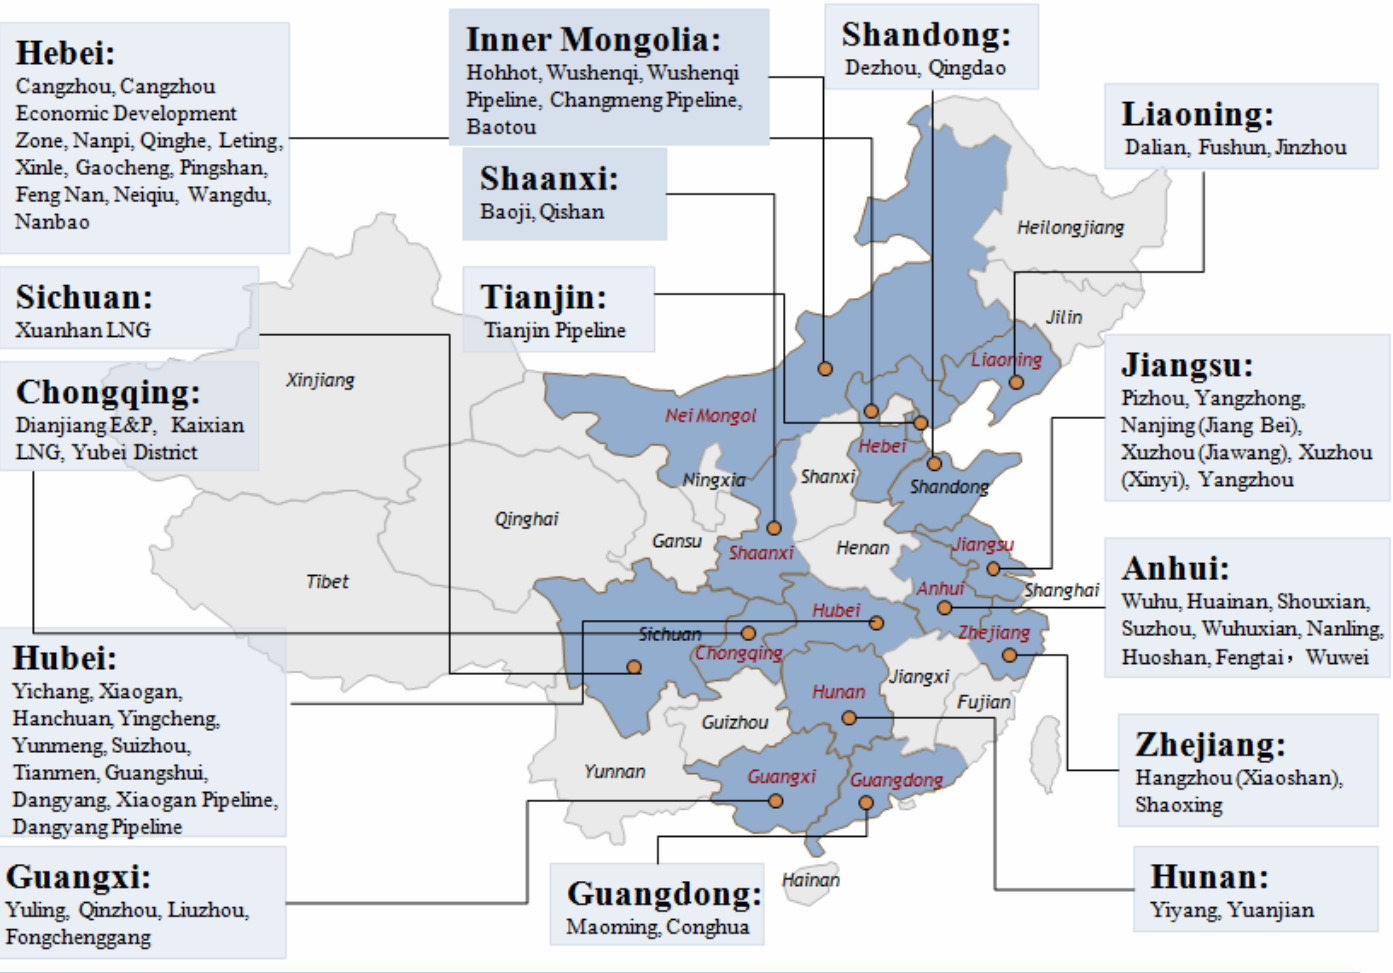 Hebei:
Cangzhou, Cangzhou
Economic Development
Zone, Nanpi, Qinghe, Leting,
Xinle, Gaocheng, Pingshan,
Feng Nan, Neiqiu, Wangdu,
Nanbao
Inner Mongolia:
Hohhot, Wushenqi, Wushenqi
Pipeline, Changmeng Pipeline,
Baotou
Shandong:
Dezhou, Qingdao
Liaoning:
Dalian, Fushun, Jinzhou
Shaanxi:
Baoji, Qishan
Sichuan:
Xuanhan LNG
Tianjin:
Tianjin Pipeline
Chongqing:
Dianjiang E&P, Kaixian
LNG, Yubei District
Jiangsu:
Pizhou, Yangzhong,
Nanjing (Jiang Bei),
Xuzhou (Jiawang), Xuzhou
(Xinyi), Yangzhou
Anhui:
Wuhu, Huainan, Shouxian,
Suzhou, Wuhuxian, Nanling,
Huoshan, Fengtai，Wuwei
Hubei:
Yichang, Xiaogan,
Hanchuan, Yingcheng,
Yunmeng, Suizhou,
Tianmen, Guangshui,
Dangyang, Xiaogan Pipeline,
Dangyang Pipeline
Zhejiang:
Hangzhou (Xiaoshan),
Shaoxing
Guangxi:
Yuling, Qinzhou, Liuzhou,
Fongchenggang
Guangdong:
Maoming, Conghua
Hunan:
Yiyang, Yuanjian
Heilongjiang
Jilin
Liaoning
Xinjiang
Nei Mongol
Hebei
Ningxia
Shanxi
Shandong
Qinghai
Gansu
Shaanxi
Henan
Jiangsu
Tibet
Anhui
Shanghai
Hubei
Sichuan
Zhejiang
Chongqing
Jiangxi
Hunan
Fujian
Guizhou
Yunnan
Guangxi
Guangdong
Hainan